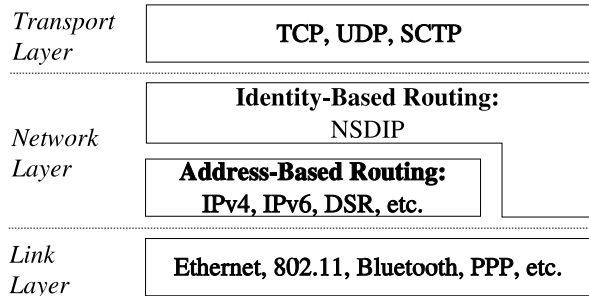 Transport
Layer
TCP, UDP, SCTP
Identity-Based Routing:
NSDIP
Network
Layer
Address-Based Routing:
IPv4, IPv6, DSR, etc.
Link
Layer
Ethernet, 802.11, Bluetooth, PPP, etc.